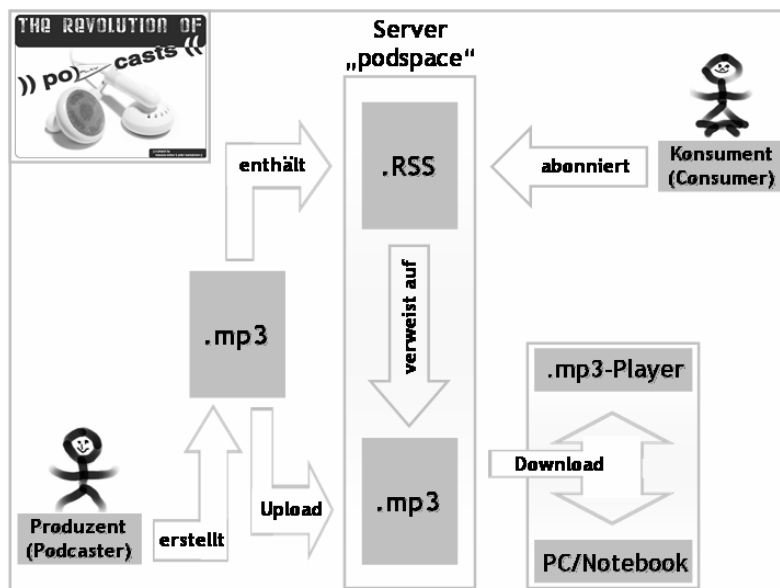 THE REVOLUTION OF
)) po casts ((
Server
„podspace“
enthält
.RSS
abonniert
Konsument
(Consumer)
verweist auf
.mp3
.mp3-Player
Produzent
(Podcaster)
erstellt
Upload
.mp3
Download
PC/Notebook